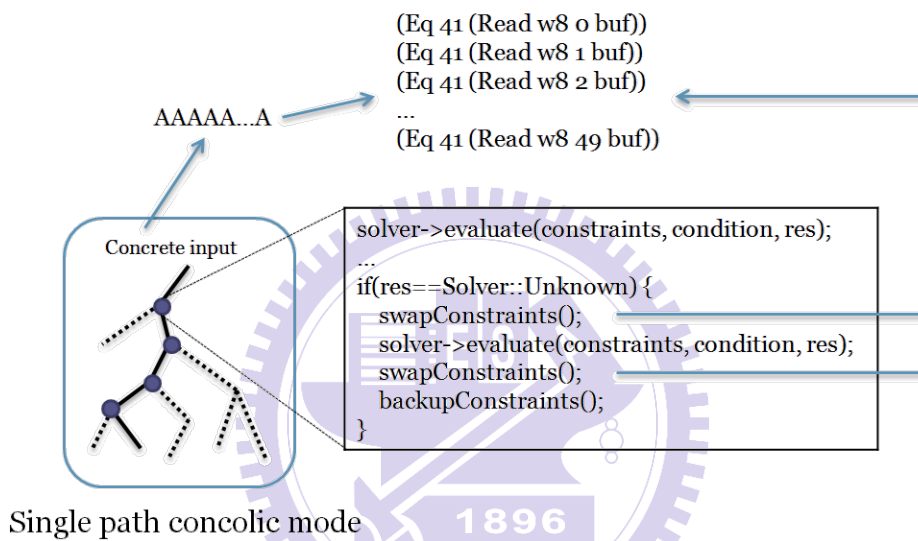 (Eq 41 (Read w8 0 buf))
(Eq 41 (Read w8 1 buf))
(Eq 41 (Read w8 2 buf))
...
(Eq 41 (Read w8 49 buf))
AAAAA...A
Concrete input
solver->evaluate(constraints, condition, res);
...
if(res==Solver::Unknown) {
swapConstraints();
solver->evaluate(constraints, condition, res);
swapConstraints();
backupConstraints();
}
Single path concolic mode
1896